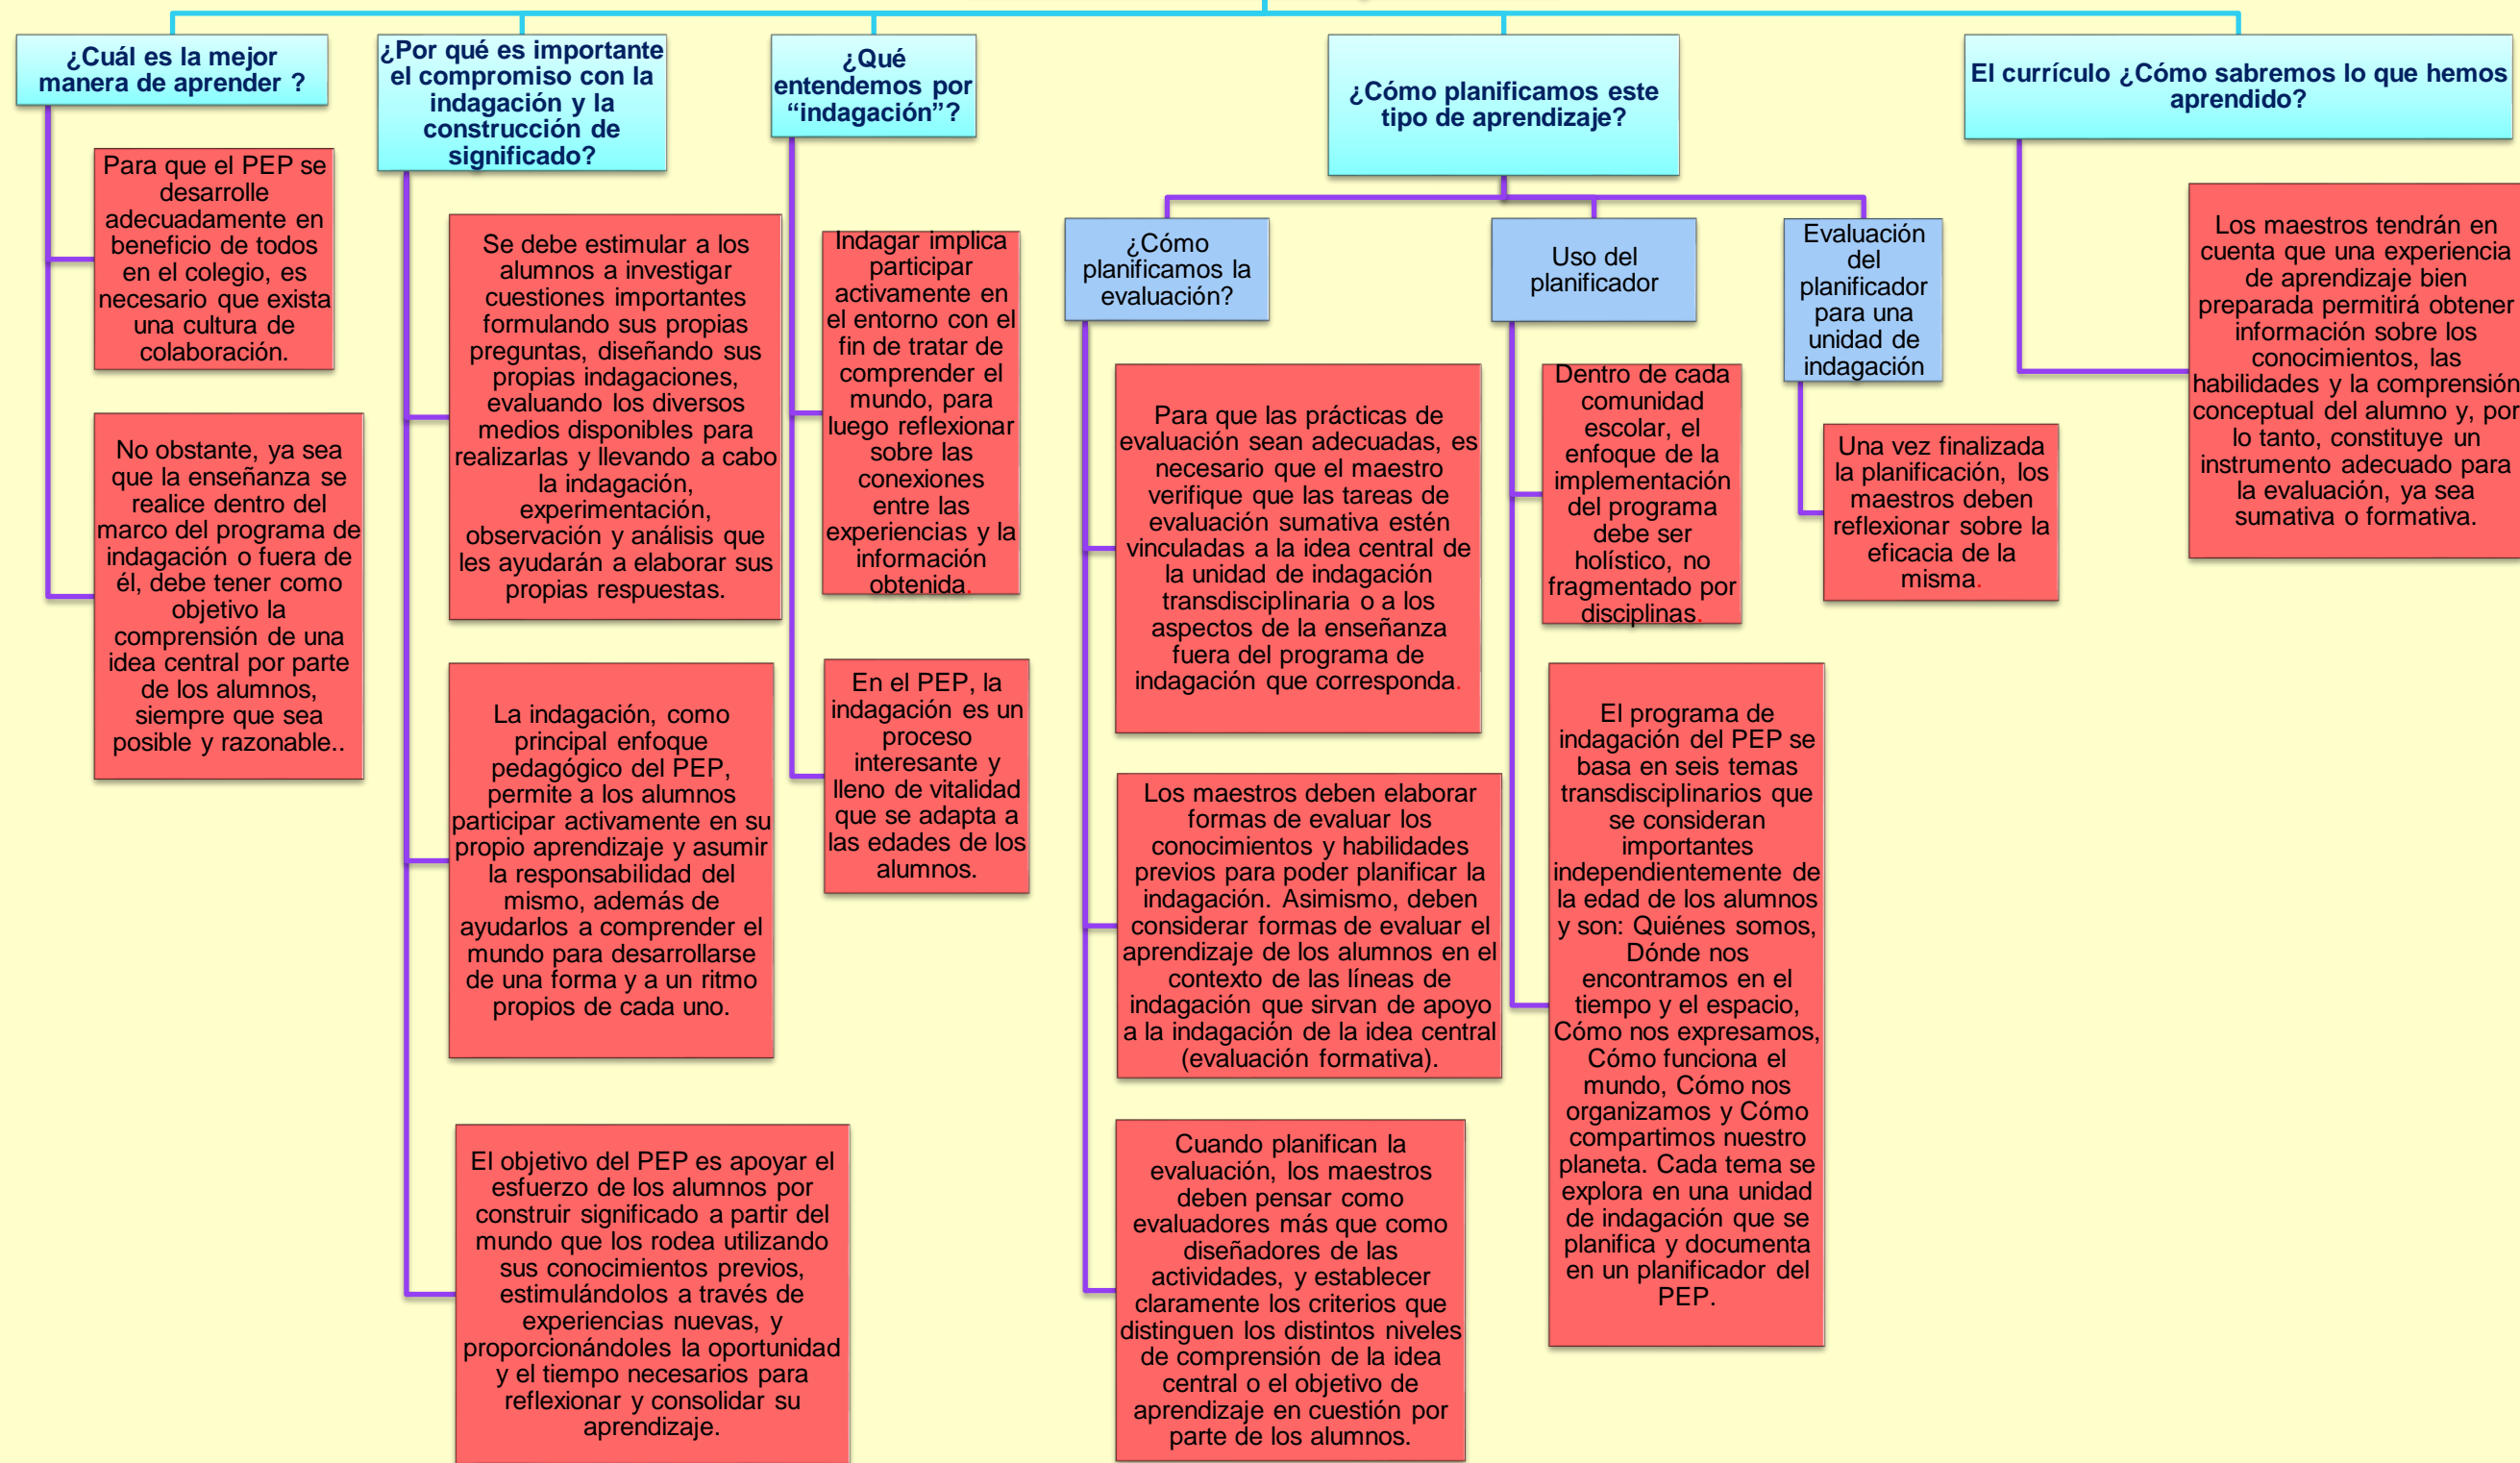 ¿Cuál es la mejor
manera de aprender ?
Para que el PEP se
desarrolle
adecuadamente en
beneficio de todos
en el colegio, es
necesario que exista
una cultura de
colaboración.
No obstante, ya sea
que la enseñanza se
realice dentro del
marco del programa de
indagación o fuera de
él, debe tener como
objetivo la
comprensión de una
idea central por parte
de los alumnos,
siempre que sea
posible y razonable..
¿Por qué es importante
el compromiso con la
indagación y la
construcción de
significado?
Se debe estimular a los
alumnos a investigar
cuestiones importantes
formulando sus propias
preguntas, diseñando sus
propias indagaciones,
evaluando los diversos
medios disponibles para
realizarlas y llevando a cabo
la indagación,
experimentación,
observación y análisis que
les ayudarán a elaborar sus
propias respuestas.
La indagación, como
principal enfoque
pedagógico del PEP,
permite a los alumnos
participar activamente en su
propio aprendizaje y asumir
la responsabilidad del
mismo, además de
ayudarlos a comprender el
mundo para desarrollarse
de una forma y a un ritmo
propios de cada uno.
El objetivo del PEP es apoyar el
esfuerzo de los alumnos por
construir significado a partir del
mundo que los rodea utilizando
sus conocimientos previos,
estimulándolos a través de
experiencias nuevas, y
proporcionándoles la oportunidad
y el tiempo necesarios para
reflexionar y consolidar su
aprendizaje.
¿Qué
entendemos por
“indagación”?
Indagar implica
participar
activamente en
el entorno con el
fin de tratar de
comprender el
mundo, para
luego reflexionar
sobre las
conexiones
entre las
experiencias y la
información
obtenida.
En el PEP, la
indagación es un
proceso
interesante y
lleno de vitalidad
que se adapta a
las edades de los
alumnos.
¿Cómo planificamos este
tipo de aprendizaje?
¿Cómo
planificamos la
evaluación?
Para que las prácticas de
evaluación sean adecuadas, es
necesario que el maestro
verifique que las tareas de
evaluación sumativa estén
vinculadas a la idea central de
la unidad de indagación
transdisciplinaria o a los
aspectos de la enseñanza
fuera del programa de
indagación que corresponda.
Los maestros deben elaborar
formas de evaluar los
conocimientos y habilidades
previos para poder planificar la
indagación. Asimismo, deben
considerar formas de evaluar el
aprendizaje de los alumnos en el
contexto de las líneas de
indagación que sirvan de apoyo
a la indagación de la idea central
(evaluación formativa).
Cuando planifican la
evaluación, los maestros
deben pensar como
evaluadores más que como
diseñadores de las
actividades, y establecer
claramente los criterios que
distinguen los distintos niveles
de comprensión de la idea
central o el objetivo de
aprendizaje en cuestión por
parte de los alumnos.
Uso del
planificador
Dentro de cada
comunidad
escolar, el
enfoque de la
implementación
del programa
debe ser
holístico, no
fragmentado por
disciplinas.
El programa de
indagación del PEP se
basa en seis temas
transdisciplinarios que
se consideran
importantes
independientemente de
la edad de los alumnos
y son: Quiénes somos,
Dónde nos
encontramos en el
tiempo y el espacio,
Cómo nos expresamos,
Cómo funciona el
mundo, Cómo nos
organizamos y Cómo
compartimos nuestro
planeta. Cada tema se
explora en una unidad
de indagación que se
planifica y documenta
en un planificador del
PEP.
Evaluación
del
planificador
para una
unidad de
indagación
Una vez finalizada
la planificación, los
maestros deben
reflexionar sobre la
eficacia de la
misma.
El currículo ¿Cómo sabremos lo que hemos
aprendido?
Los maestros tendrán en
cuenta que una experiencia
de aprendizaje bien
preparada permitirá obtener
información sobre los
conocimientos, las
habilidades y la comprensión
conceptual del alumno y, por
lo tanto, constituye un
instrumento adecuado para
la evaluación, ya sea
sumativa o formativa.